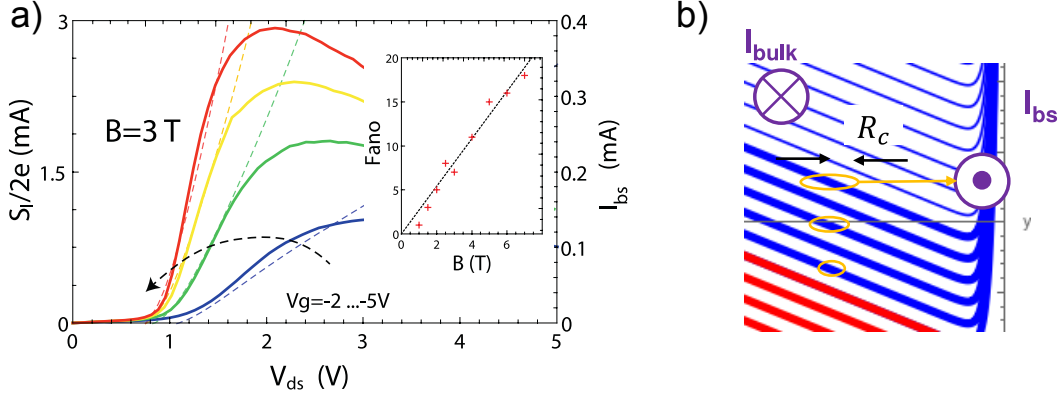 a)
3
1.5
0
S_I/2e (mA)
B=3 T
Vg=-2 ...-5V
0
1
2
3
4
5
V_ds (V)
0.4
0.3
0.2
0.1
0
I_bs (mA)
20
15
10
5
0
Fano
0
2
4
6
B (T)
b)
I_bulk
R_c
I_bs
y